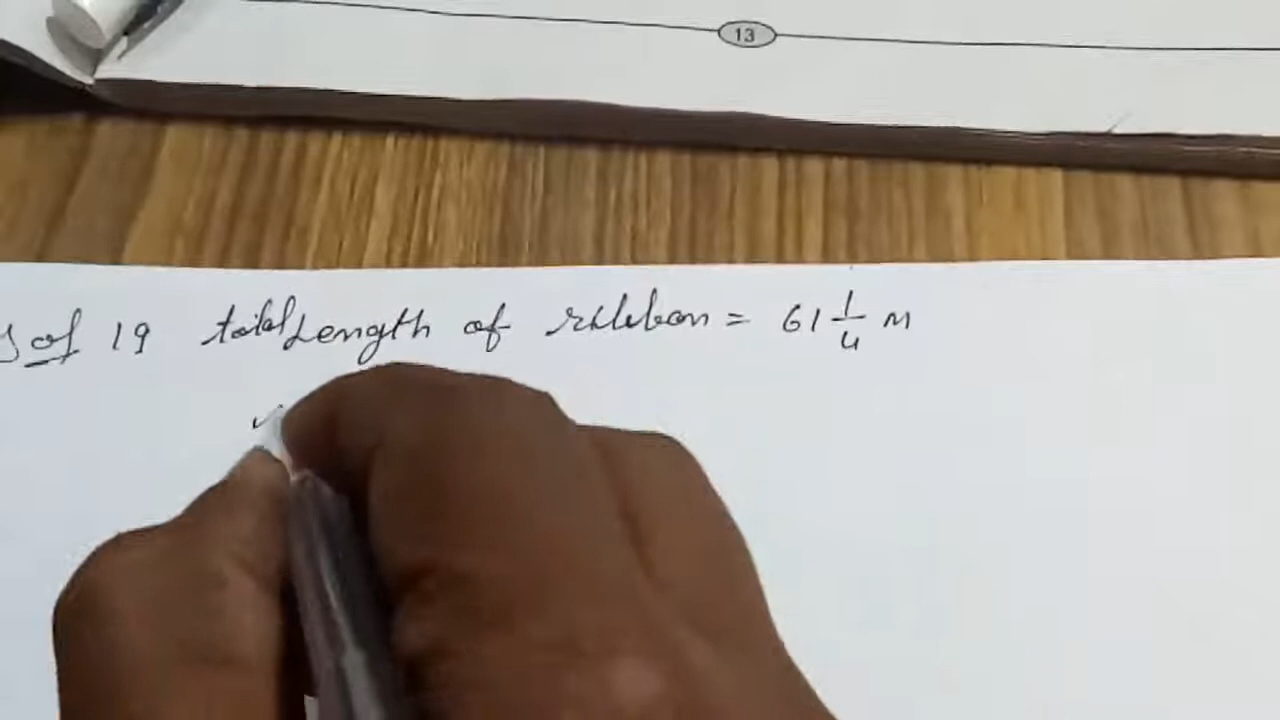 13
of 19 total Length of ribbon = 61 1/4 m